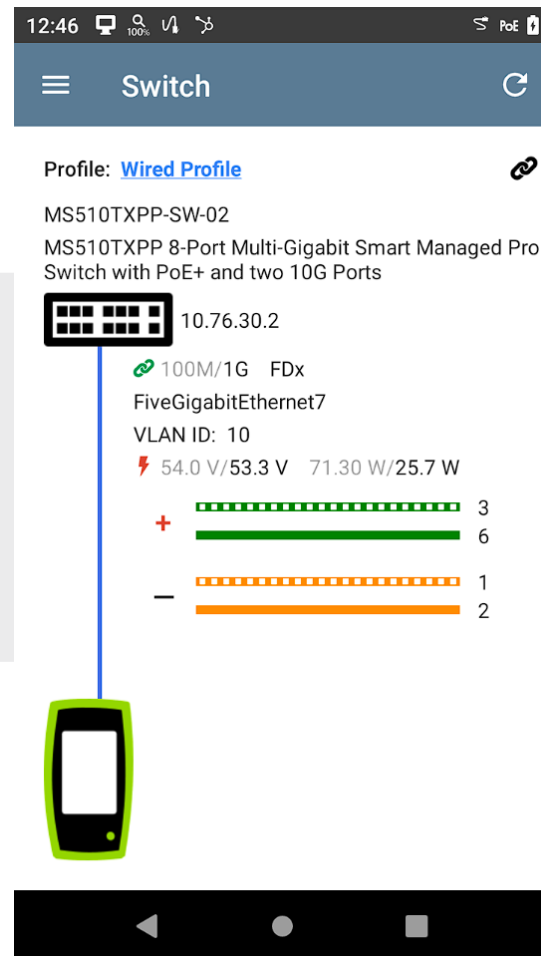 12:46 100% PoE
Switch
Profile: Wired Profile
MS510TXPP-SW-02
MS510TXPP 8-Port Multi-Gigabit Smart Managed Pro
Switch with PoE+ and two 10G Ports
10.76.30.2
100M/1G FDx
FiveGigabitEthernet7
VLAN ID: 10
54.0 V/53.3 V 71.30 W/25.7 W
+ 3
6
– 1
2